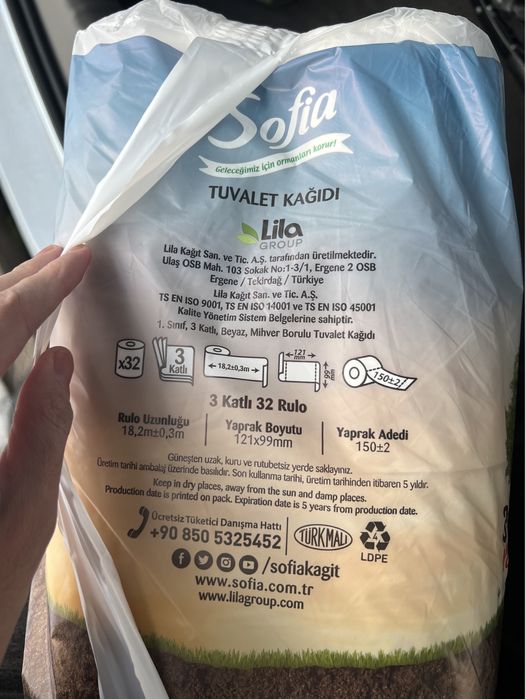 Sofia
Geleceğimiz için ormanları korur!
TUVALET KAĞIDI
Lila
GROUP
Lila Kağıt San. ve Tic. A.Ş. tarafından üretilmektedir.
Ulaş OSB Mah. 103 Sokak No:1-3/1, Ergene 2 OSB
Ergene / Tekirdağ / Türkiye
Lila Kağıt San. ve Tic. A.Ş.
TS EN ISO 9001, TS EN ISO 14001 ve TS EN ISO 45001
Kalite Yönetim Sistem Belgelerine sahiptir.
1. Sınıf, 3 Katlı, Beyaz, Mihver Borulu Tuvalet Kağıdı
x32
3
Katlı
18,2±0,3m
121
mm
99
mm
150±2
3 Katlı 32 Rulo
Rulo Uzunluğu
18,2m±0,3m
Yaprak Boyutu
121x99mm
Yaprak Adedi
150±2
Güneşten uzak, kuru ve rutubetsiz yerde saklayınız.
Üretim tarihi ambalaj üzerinde basılıdır. Son kullanma tarihi, üretim tarihinden itibaren 5 yıldır.
Keep in dry places, away from the sun and damp places.
Production date is printed on pack. Expiration date is 5 years from production date.
Ücretsiz Tüketici Danışma Hattı
+90 850 5325452
TÜRK MALI
4
LDPE
/sofiakagit
www.sofia.com.tr
www.lilagroup.com